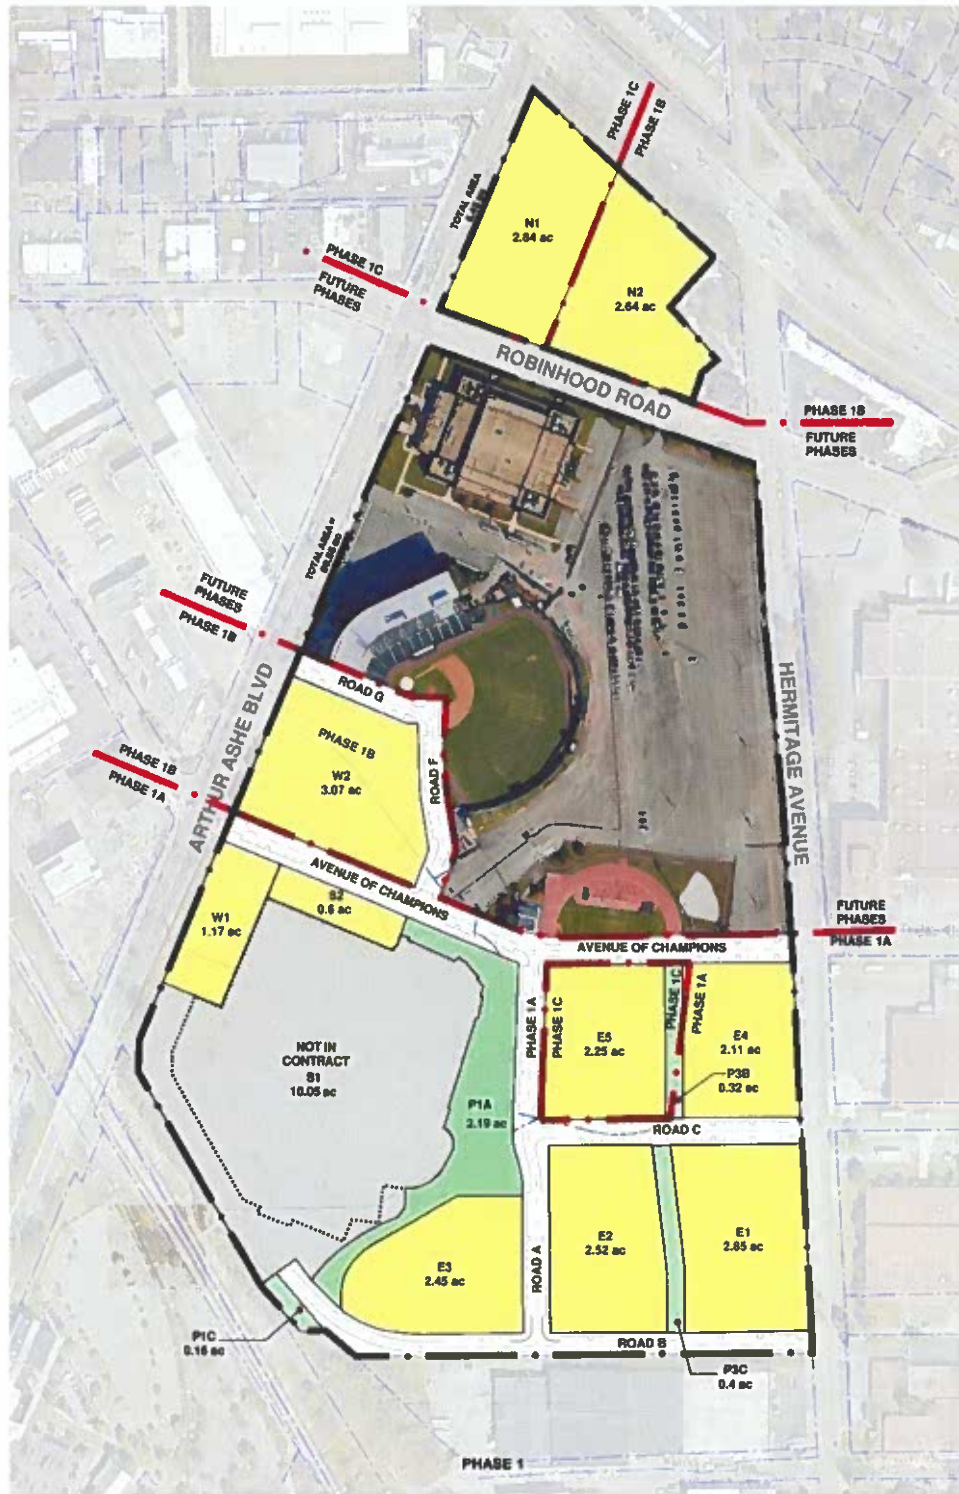 PHASE 1C
PHASE 1B
TOTAL AREA
N1
2.84 ac
PHASE 1C
FUTURE
PHASES
N2
2.64 ac
ROBINHOOD ROAD
PHASE 1B
FUTURE
PHASES
TOTAL AREA =
FUTURE
PHASES
PHASE 1B
ROAD G
ARTHUR ASHE BLVD
HERMITAGE AVENUE
PHASE 1B
W2
3.07 ac
ROAD F
PHASE 1B
PHASE 1A
AVENUE OF CHAMPIONS
S2
0.6 ac
W1
1.17 ac
FUTURE
PHASES
PHASE 1A
AVENUE OF CHAMPIONS
PHASE 1A
PHASE 1C
PHASE 1C
PHASE 1A
E5
2.25 ac
E4
2.11 ac
P3B
0.32 ac
NOT IN
CONTRACT
S1
10.05 ac
P1A
2.19 ac
ROAD C
E2
2.52 ac
E1
2.85 ac
E3
2.45 ac
ROAD A
P1C
0.16 ac
ROAD B
P3C
0.4 ac
PHASE 1